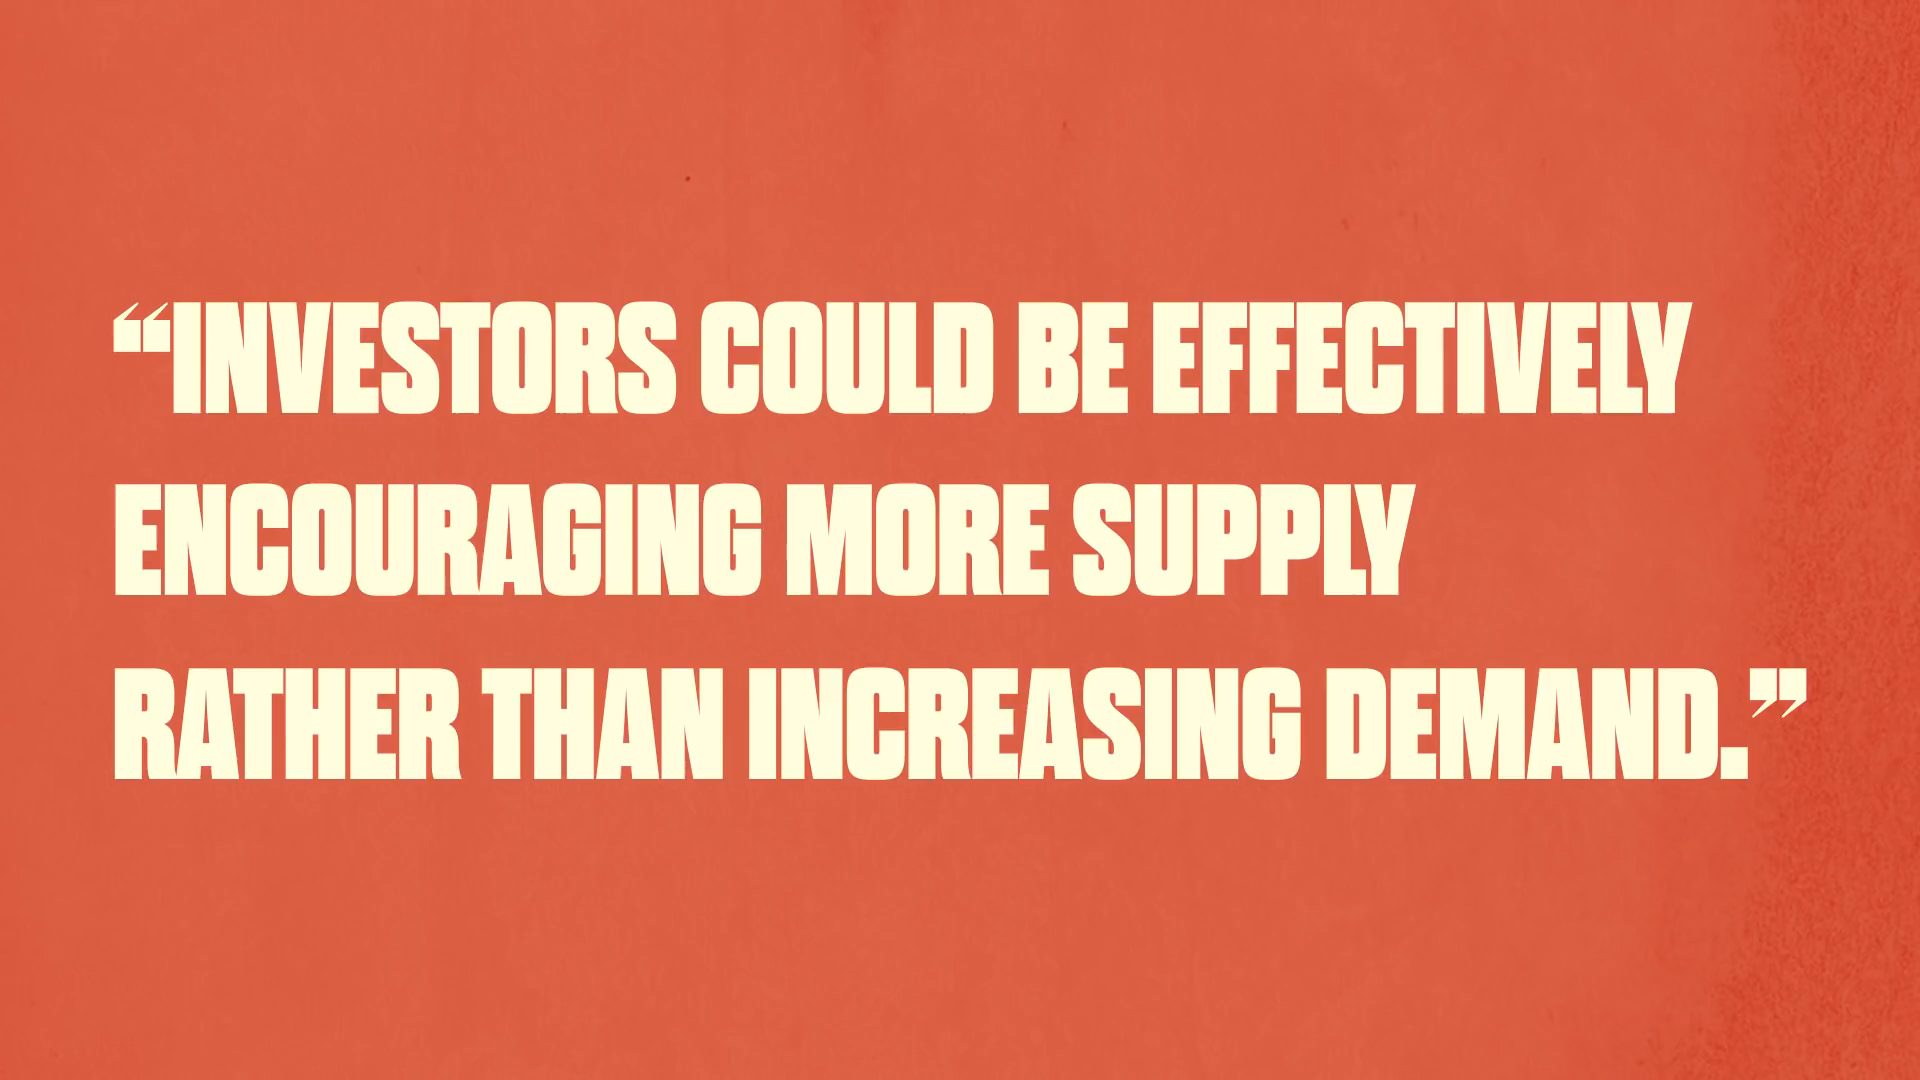 “INVESTORS COULD BE EFFECTIVELY
ENCOURAGING MORE SUPPLY
RATHER THAN INCREASING DEMAND.”